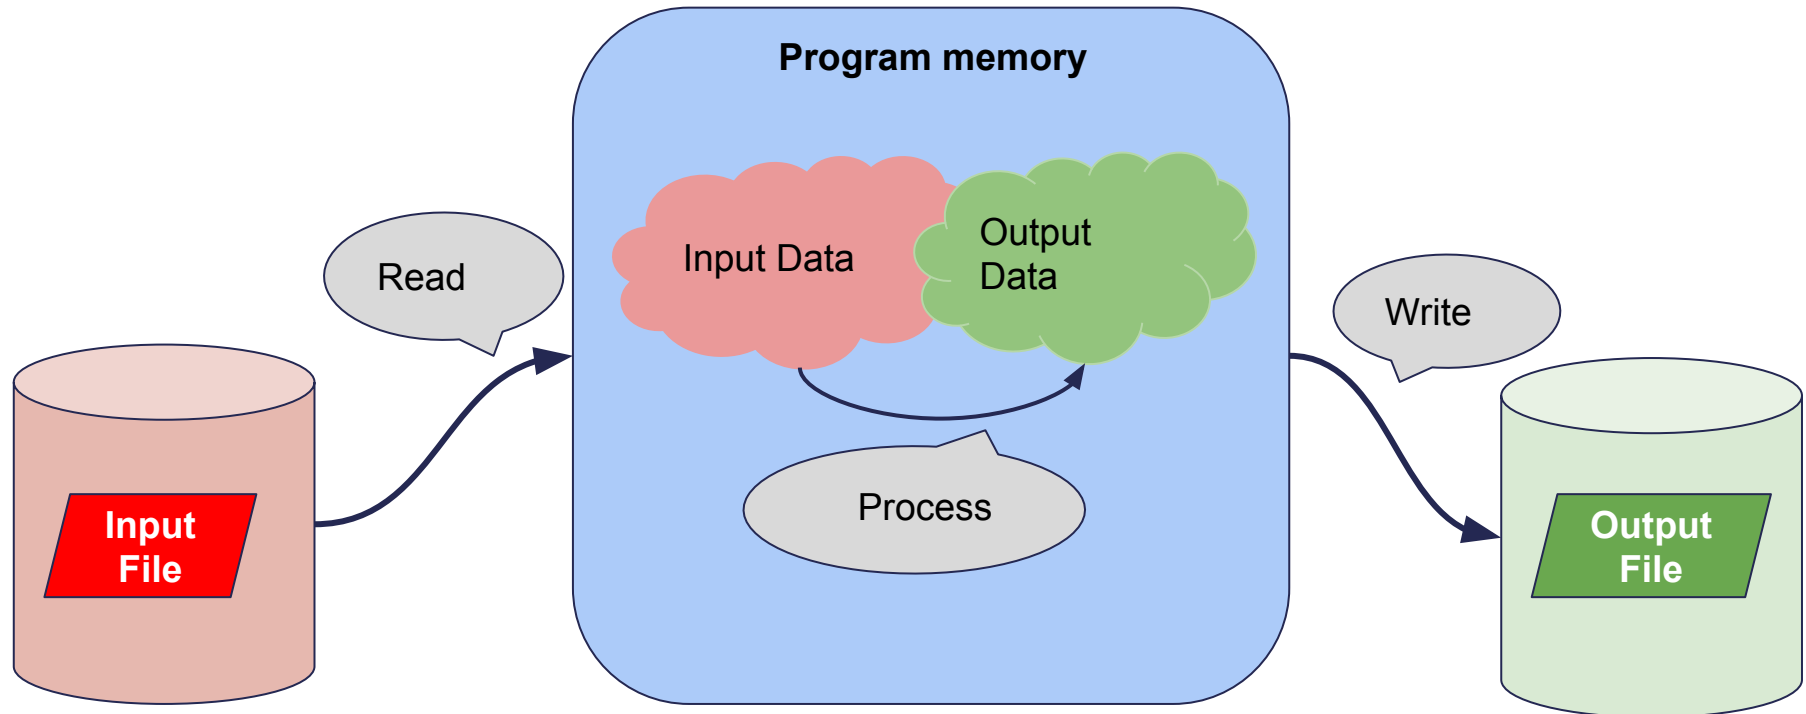 Program memory
Read
Input Data
Output
Data
Write
Process
Input
File
Output
File